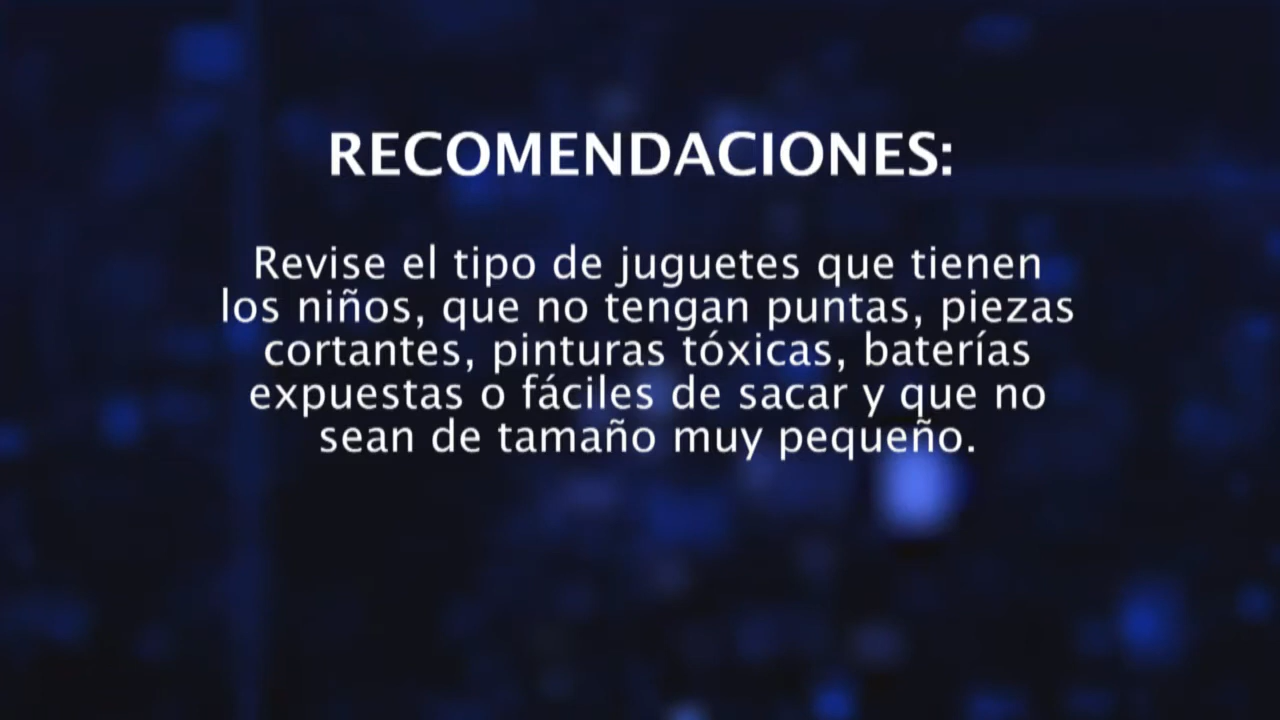 RECOMENDACIONES:
Revise el tipo de juguetes que tienen
los niños, que no tengan puntas, piezas
cortantes, pinturas tóxicas, baterías
expuestas o fáciles de sacar y que no
sean de tamaño muy pequeño.